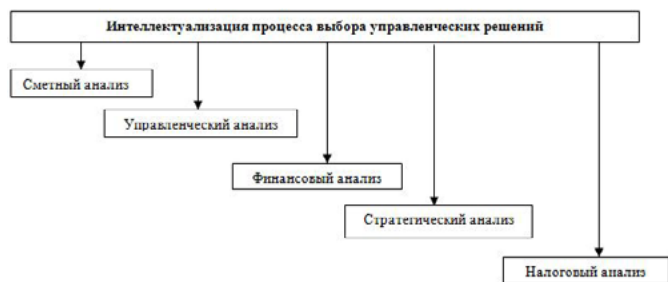 Интеллектуализация процесса выбора управленческих решений
Сметный анализ
Управленческий анализ
Финансовый анализ
Стратегический анализ
Налоговый анализ